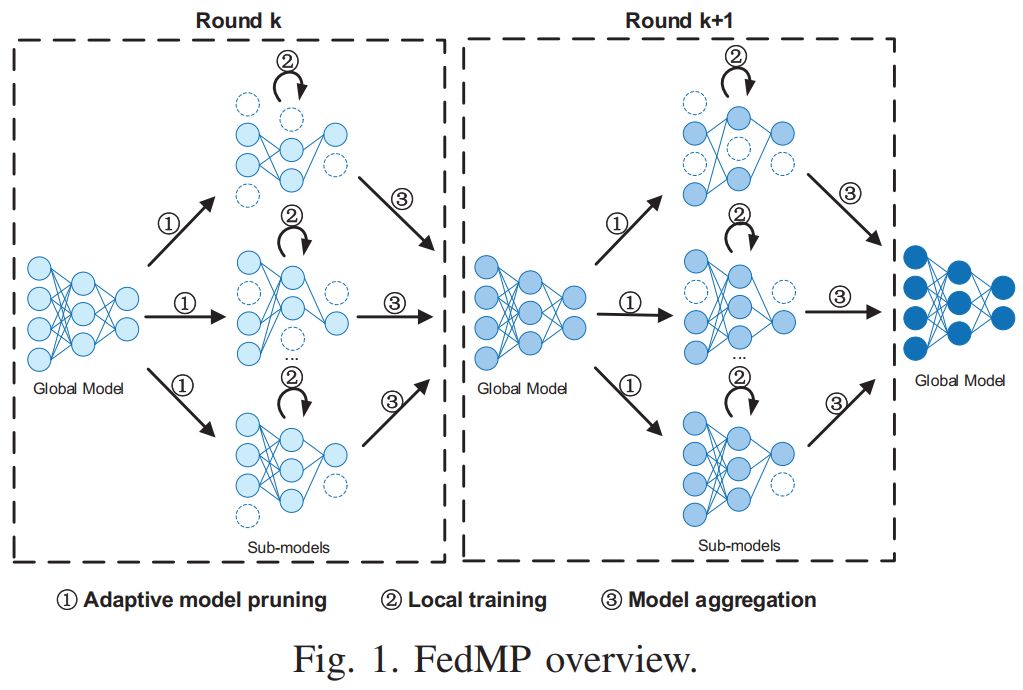 Round k
Round k+1
②
②
①
③
①
③
②
②
①
③
①
③
...
...
Global Model
Global Model
Global Model
①
②
③
①
②
③
Sub-models
Sub-models
① Adaptive model pruning ② Local training ③ Model aggregation
Fig. 1. FedMP overview.